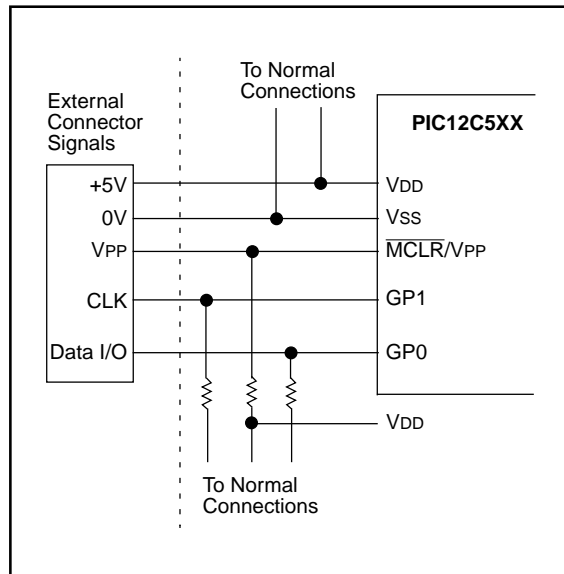 To Normal
Connections
External
Connector
Signals
PIC12C5XX
+5V
VDD
0V
VSS
VPP
MCLR/VPP
CLK
GP1
Data I/O
GP0
VDD
To Normal
Connections